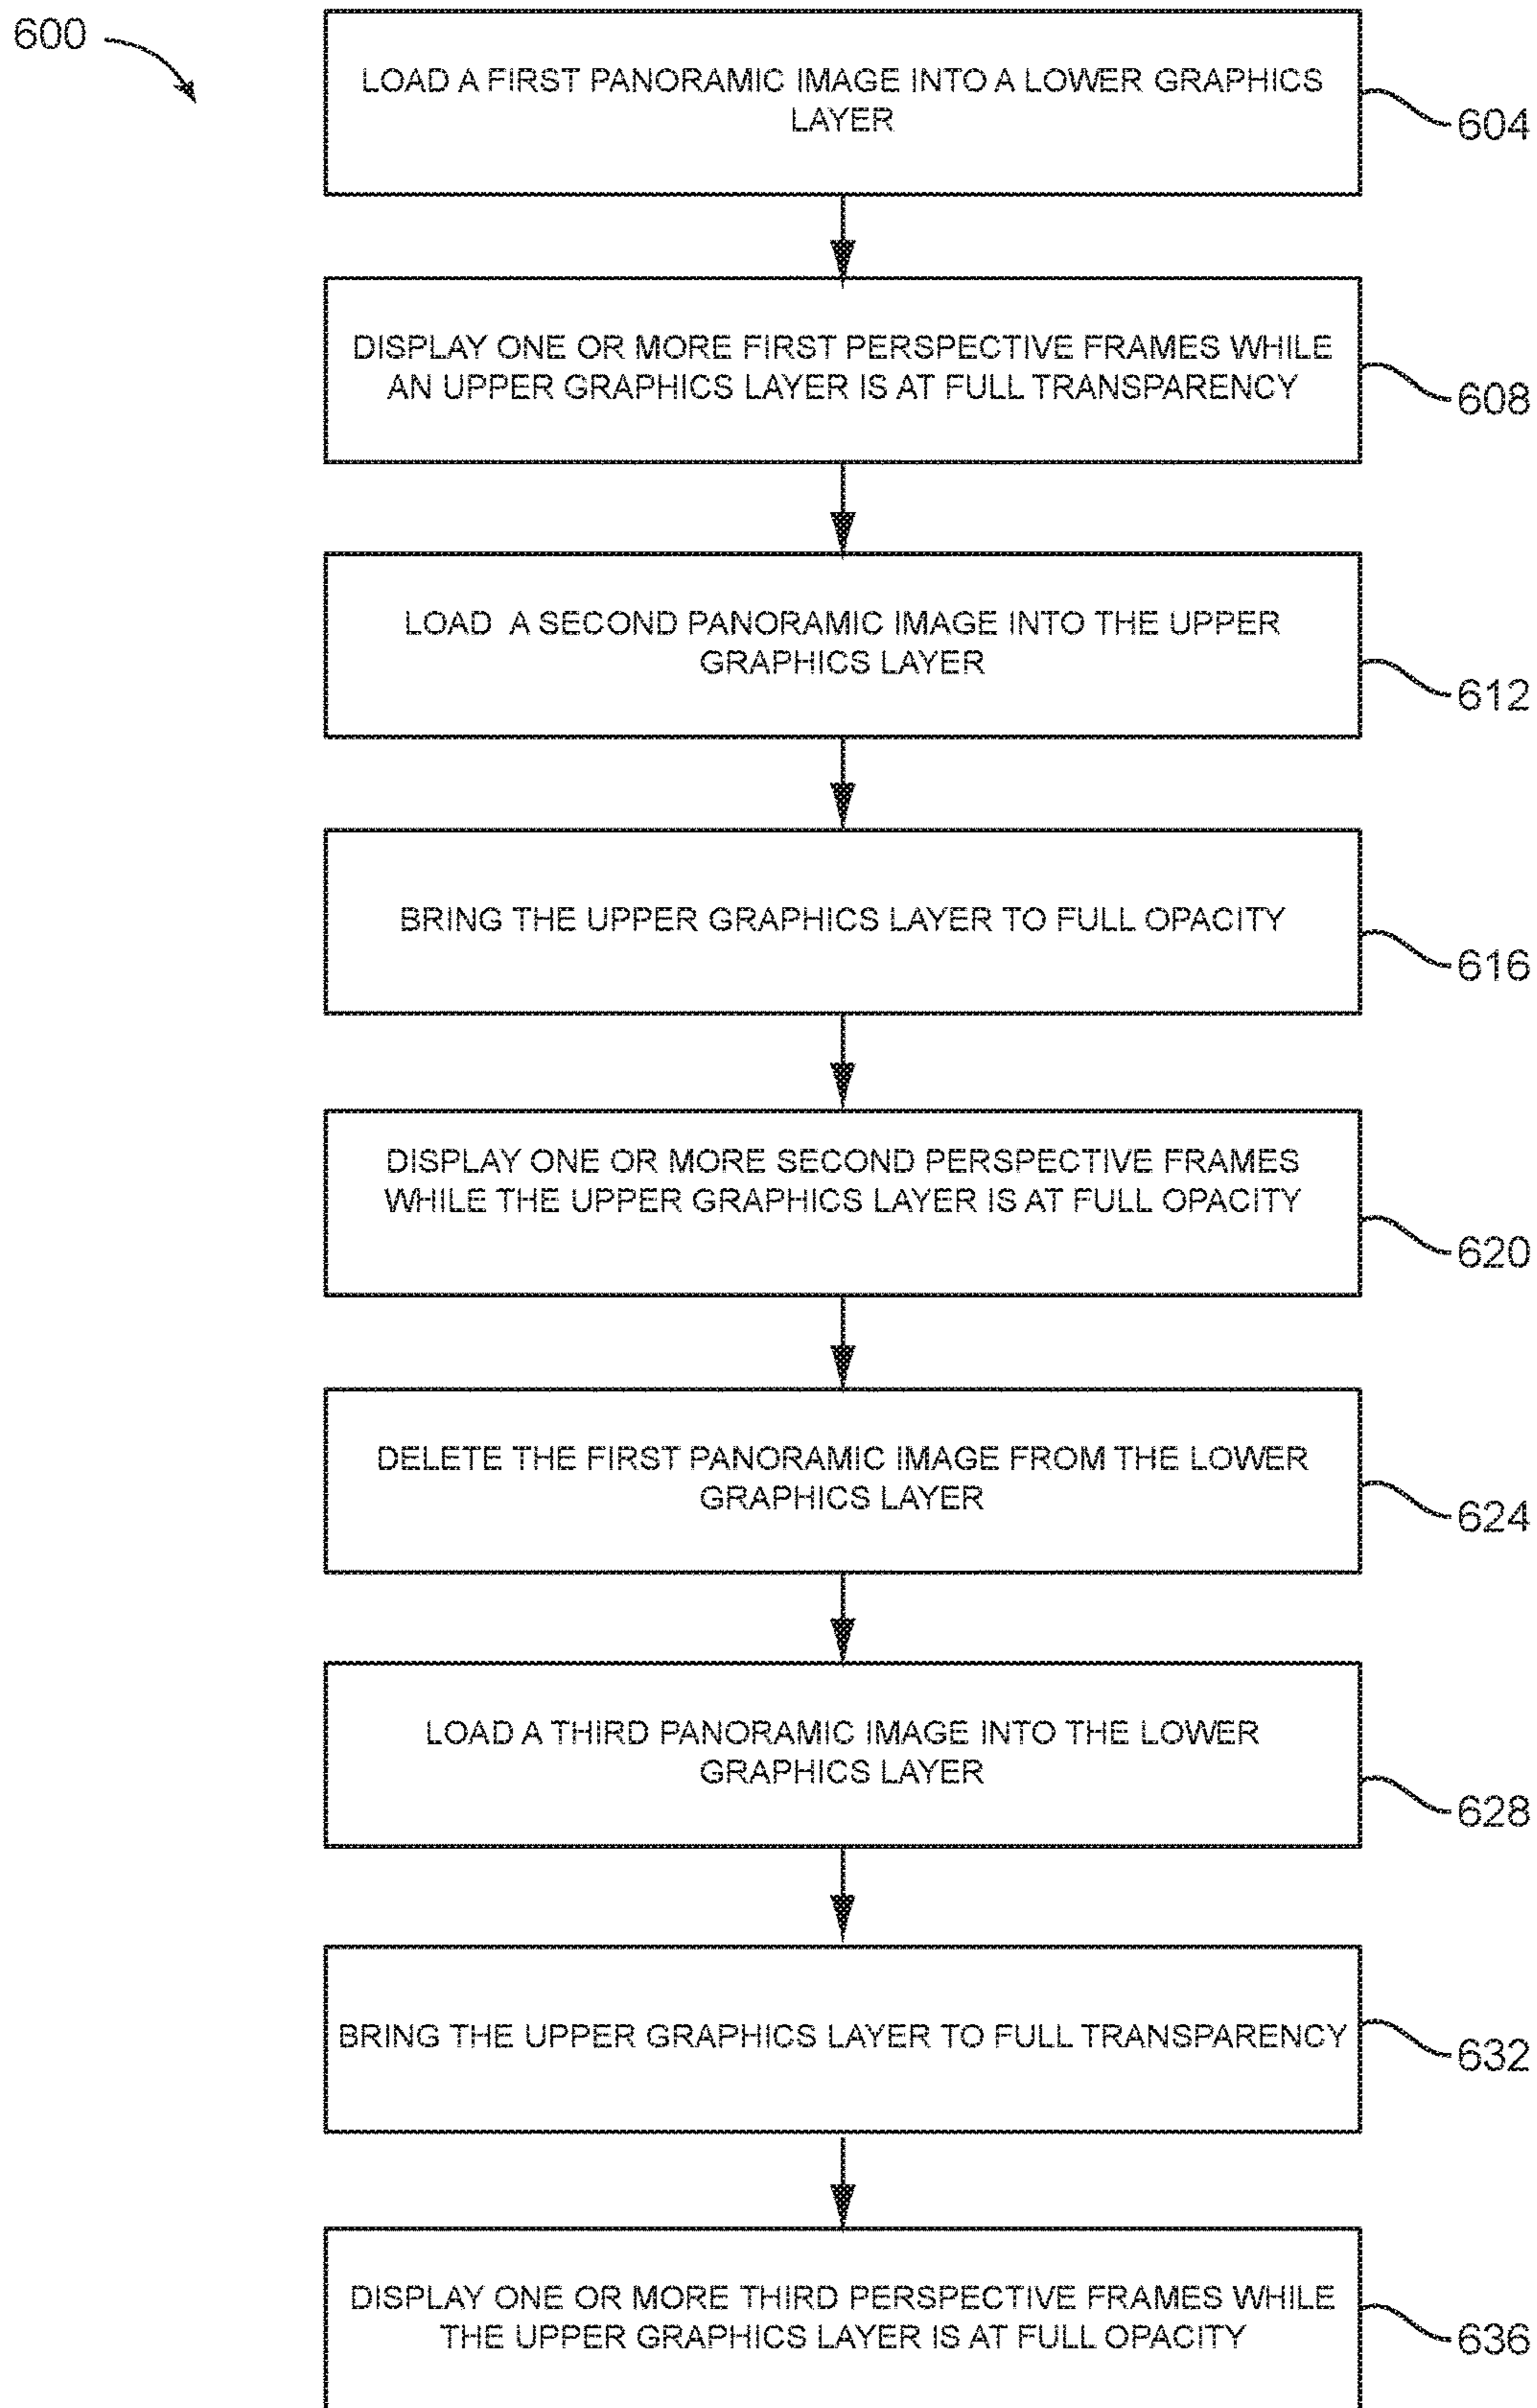 600
LOAD A FIRST PANORAMIC IMAGE INTO A LOWER GRAPHICS
LAYER
604
DISPLAY ONE OR MORE FIRST PERSPECTIVE FRAMES WHILE
AN UPPER GRAPHICS LAYER IS AT FULL TRANSPARENCY
608
LOAD A SECOND PANORAMIC IMAGE INTO THE UPPER
GRAPHICS LAYER
612
BRING THE UPPER GRAPHICS LAYER TO FULL OPACITY
616
DISPLAY ONE OR MORE SECOND PERSPECTIVE FRAMES
WHILE THE UPPER GRAPHICS LAYER IS AT FULL OPACITY
620
DELETE THE FIRST PANORAMIC IMAGE FROM THE LOWER
GRAPHICS LAYER
624
LOAD A THIRD PANORAMIC IMAGE INTO THE LOWER
GRAPHICS LAYER
628
BRING THE UPPER GRAPHICS LAYER TO FULL TRANSPARENCY
632
DISPLAY ONE OR MORE THIRD PERSPECTIVE FRAMES WHILE
THE UPPER GRAPHICS LAYER IS AT FULL OPACITY
636